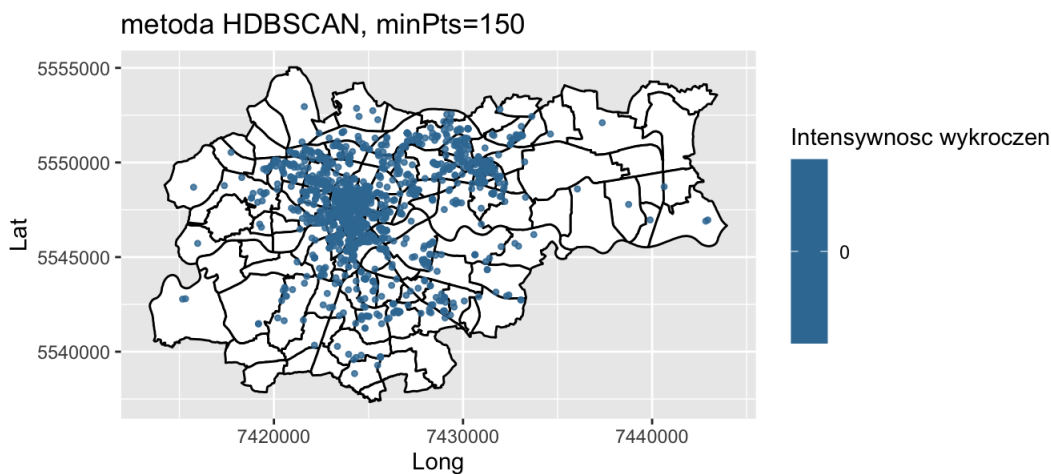 metoda HDBSCAN, minPts=150
5555000
5550000
5545000
5540000
Lat
7420000
7430000
7440000
Long
Intensywnosc wykroczen
0